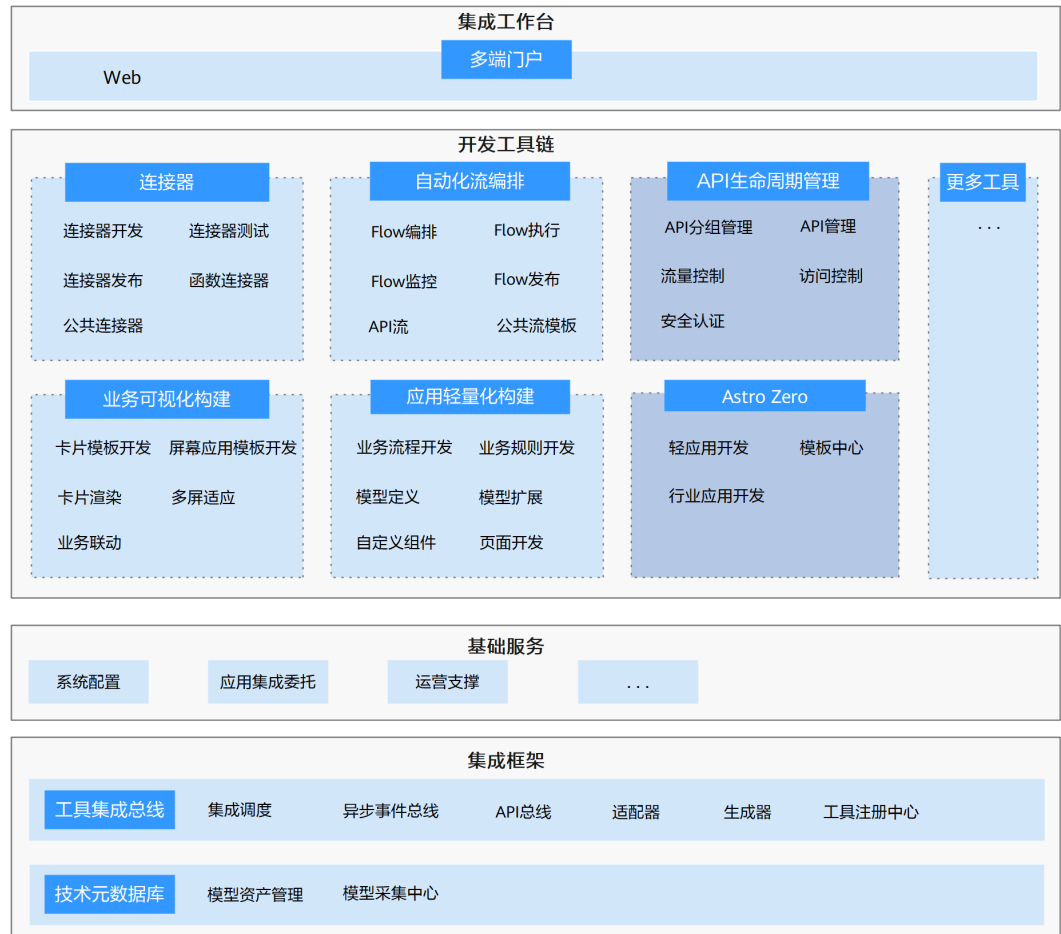 集成工作台
多端门户
Web
开发工具链
连接器
连接器开发 连接器测试
连接器发布 函数连接器
公共连接器
自动化流编排
Flow编排 Flow执行
Flow监控 Flow发布
API流 公共流模板
API生命周期管理
API分组管理 API管理
流量控制 访问控制
安全认证
更多工具
...
业务可视化构建
卡片模板开发 屏幕应用模板开发
卡片渲染 多屏适应
业务联动
应用轻量化构建
业务流程开发 业务规则开发
模型定义 模型扩展
自定义组件 页面开发
Astro Zero
轻应用开发 模板中心
行业应用开发
基础服务
系统配置 应用集成委托 运营支撑 ...
集成框架
工具集成总线 集成调度 异步事件总线 API总线 适配器 生成器 工具注册中心
技术元数据库 模型资产管理 模型采集中心